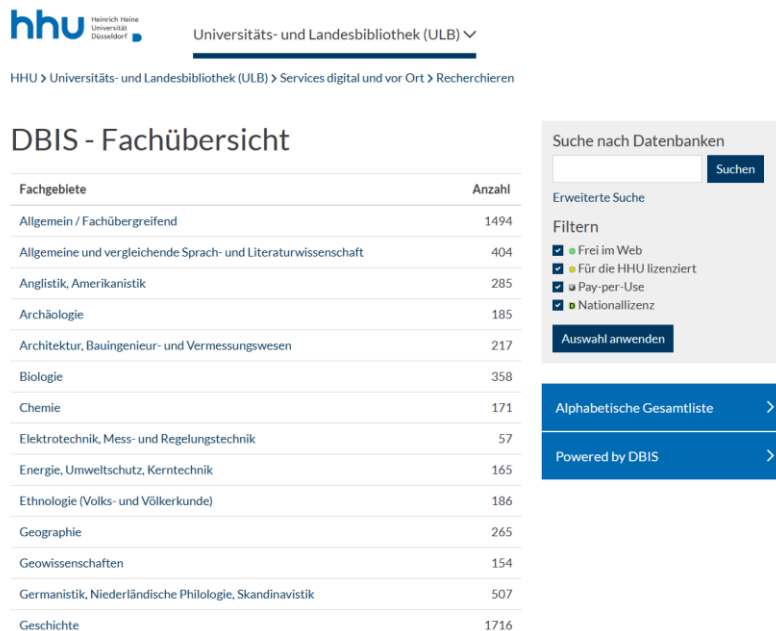 hhu Heinrich Heine
Universität
Düsseldorf
Universitäts- und Landesbibliothek (ULB)
HHU > Universitäts- und Landesbibliothek (ULB) > Services digital und vor Ort > Recherchieren
DBIS - Fachübersicht
Fachgebiete Anzahl
Allgemein / Fachübergreifend 1494
Allgemeine und vergleichende Sprach- und Literaturwissenschaft 404
Anglistik, Amerikanistik 285
Archäologie 185
Architektur, Bauingenieur- und Vermessungswesen 217
Biologie 358
Chemie 171
Elektrotechnik, Mess- und Regelungstechnik 57
Energie, Umweltschutz, Kerntechnik 165
Ethnologie (Volks- und Völkerkunde) 186
Geographie 265
Geowissenschaften 154
Germanistik, Niederländische Philologie, Skandinavistik 507
Geschichte 1716
Suche nach Datenbanken
Suchen
Erweiterte Suche
Filtern
Frei im Web
Für die HHU lizenziert
Pay-per-Use
Nationallizenz
Auswahl anwenden
Alphabetische Gesamtliste
Powered by DBIS